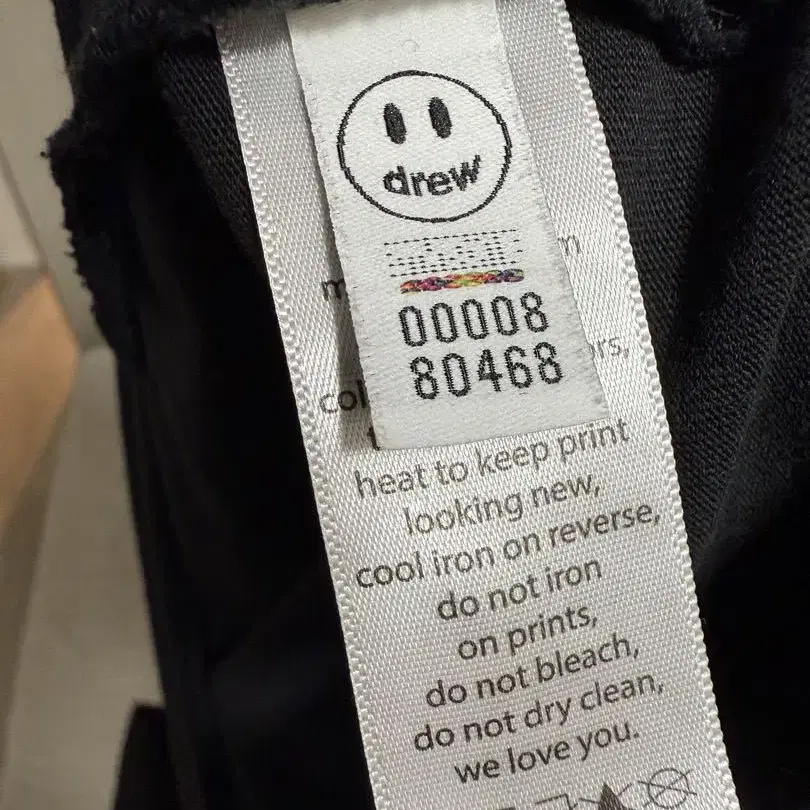 drew
00008
80468
heat to keep print
looking new,
cool iron on reverse,
do not iron
on prints,
do not bleach,
do not dry clean,
we love you.